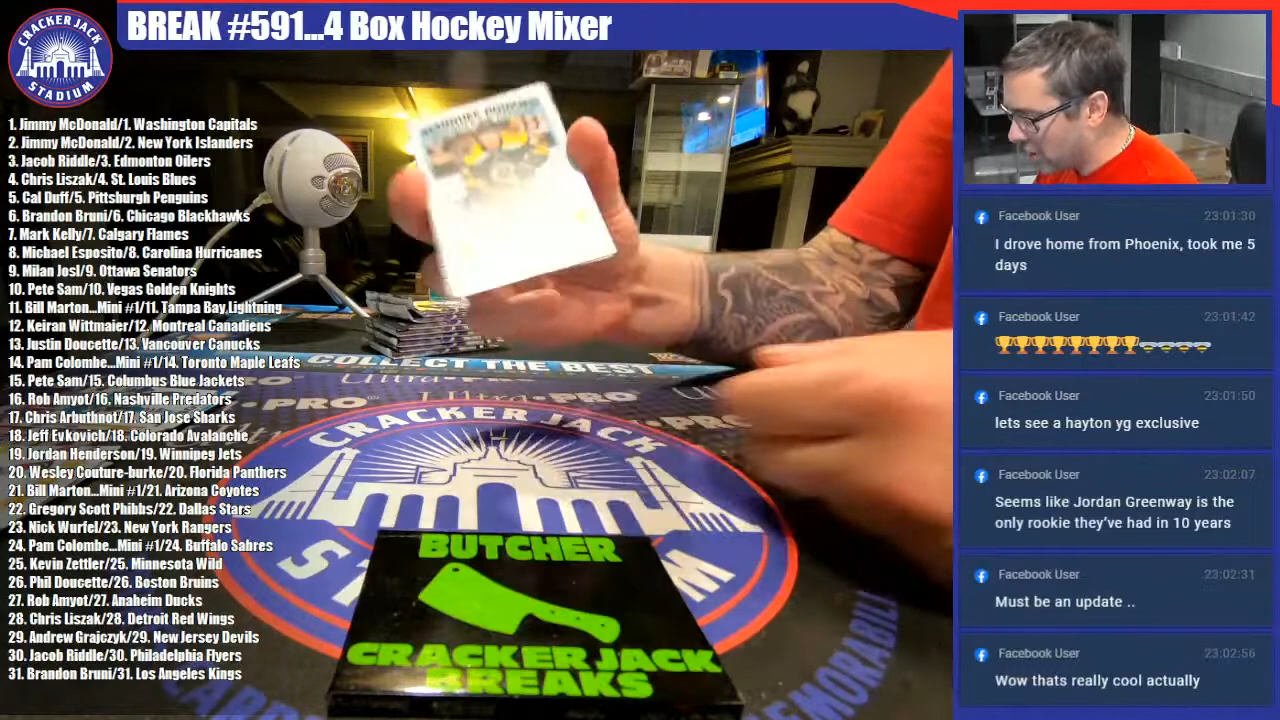 CRACKER JACK
STADIUM
BREAK #591...4 Box Hockey Mixer
1. Jimmy McDonald/1. Washington Capitals
2. Jimmy McDonald/2. New York Islanders
3. Jacob Riddle/3. Edmonton Oilers
4. Chris Liszak/4. St. Louis Blues
5. Cal Duff/5. Pittsburgh Penguins
6. Brandon Bruni/6. Chicago Blackhawks
7. Mark Kelly/7. Calgary Flames
8. Michael Esposito/8. Carolina Hurricanes
9. Milan Josl/9. Ottawa Senators
10. Pete Sam/10. Vegas Golden Knights
11. Bill Marton...Mini #1/11. Tampa Bay Lightning
12. Keiran Wittmaier/12. Montreal Canadiens
13. Justin Doucette/13. Vancouver Canucks
14. Pam Colombe...Mini #1/14. Toronto Maple Leafs
15. Pete Sam/15. Columbus Blue Jackets
16. Rob Amyot/16. Nashville Predators
17. Chris Arbuthnot/17. San Jose Sharks
18. Jeff Evkovich/18. Colorado Avalanche
19. Jordan Henderson/19. Winnipeg Jets
20. Wesley Couture-burke/20. Florida Panthers
21. Bill Marton...Mini #1/21. Arizona Coyotes
22. Gregory Scott Phibbs/22. Dallas Stars
23. Nick Wurfel/23. New York Rangers
24. Pam Colombe...Mini #1/24. Buffalo Sabres
25. Kevin Zettler/25. Minnesota Wild
26. Phil Doucette/26. Boston Bruins
27. Rob Amyot/27. Anaheim Ducks
28. Chris Liszak/28. Detroit Red Wings
29. Andrew Grajczyk/29. New Jersey Devils
30. Jacob Riddle/30. Philadelphia Flyers
31. Brandon Bruni/31. Los Angeles Kings
COLLECT THE BEST
Ultra PRO
CRACKER JACK
BUTCHER
CRACKER JACK
BREAKS
MEMORABIL
Facebook User 23:01:30
I drove home from Phoenix, took me 5
days
Facebook User 23:01:42
Facebook User 23:01:50
lets see a hayton yg exclusive
Facebook User 23:02:07
Seems like Jordan Greenway is the
only rookie they've had in 10 years
Facebook User 23:02:31
Must be an update ..
Facebook User 23:02:56
Wow thats really cool actually